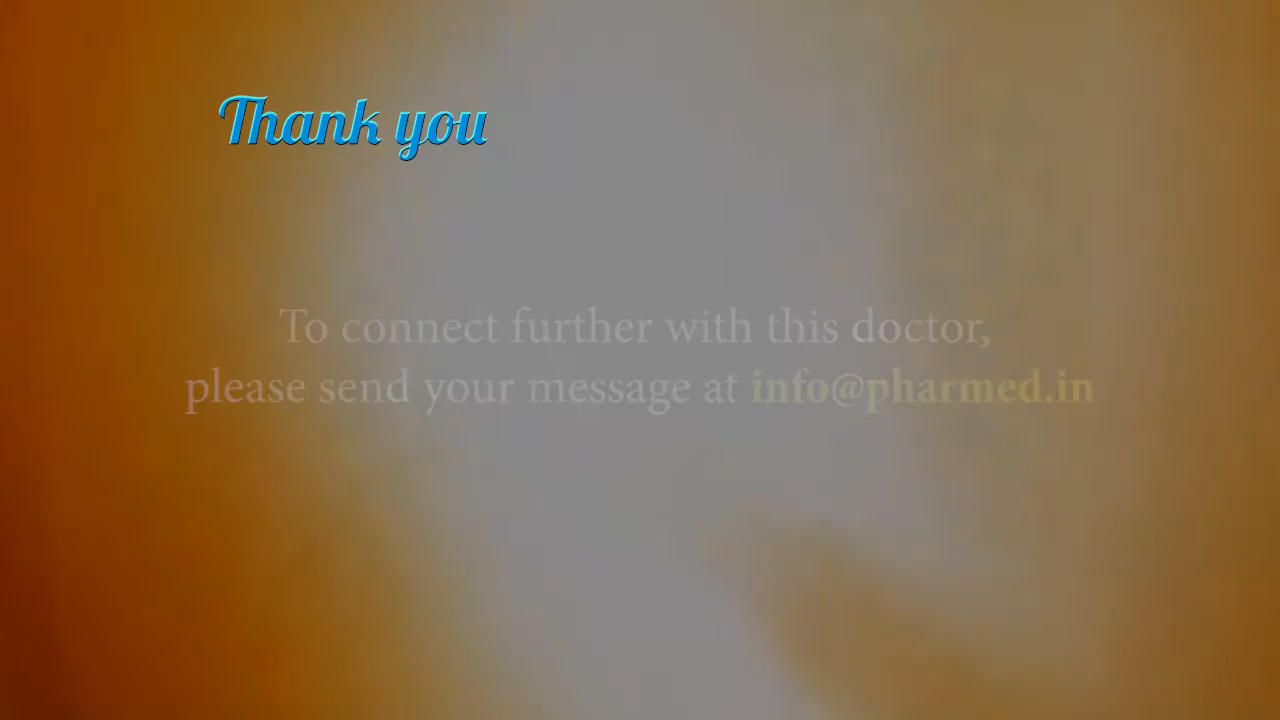 Thank you
To connect further with this doctor,
please send your message at info@pharmed.in